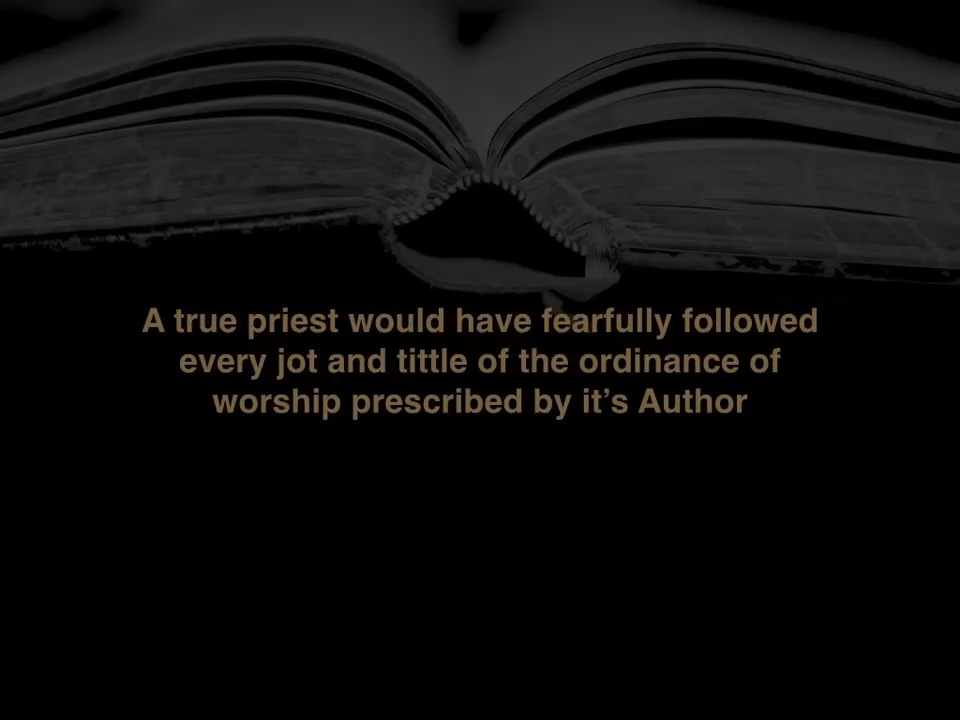 A true priest would have fearfully followed
every jot and tittle of the ordinance of
worship prescribed by it’s Author